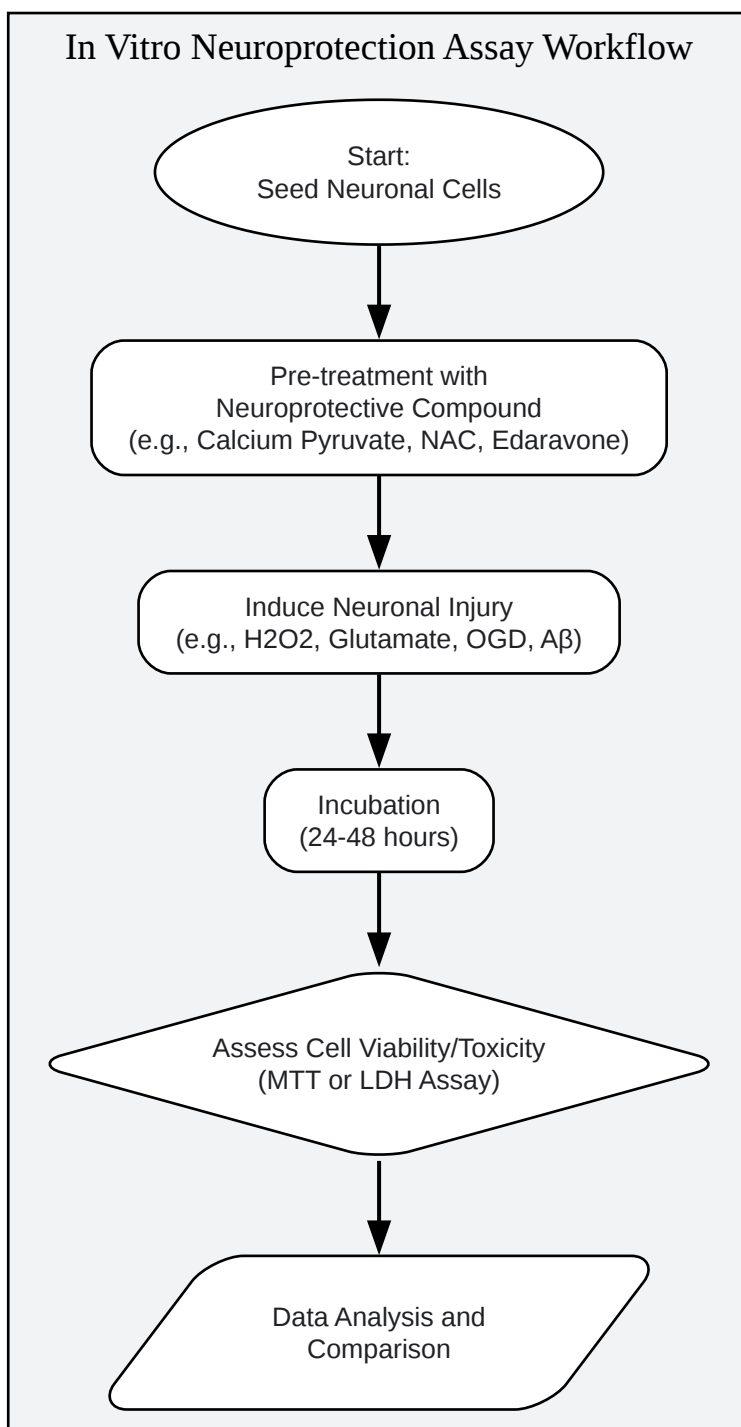 In Vitro Neuroprotection Assay Workflow
Start:
Seed Neuronal Cells
Pre-treatment with
Neuroprotective Compound
(e.g., Calcium Pyruvate, NAC, Edaravone)
Induce Neuronal Injury
(e.g., H2O2, Glutamate, OGD, Aβ)
Incubation
(24-48 hours)
Assess Cell Viability/Toxicity
(MTT or LDH Assay)
Data Analysis and
Comparison